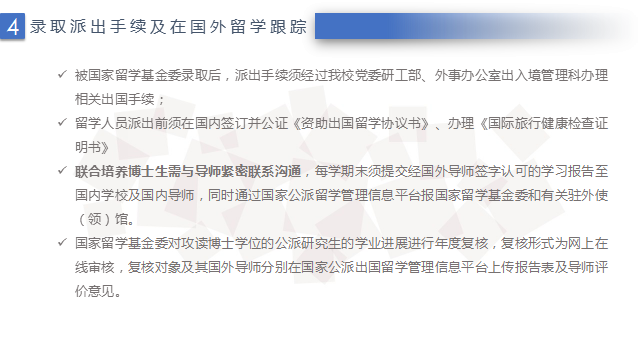 4 录取派出手续及在国外留学跟踪
✓ 被国家留学基金委录取后，派出手续须经过我校党委研工部、外事办公室出入境管理科办理
相关出国手续；
✓ 留学人员派出前须在国内签订并公证《资助出国留学协议书》、办理《国际旅行健康检查证
明书》
✓ 联合培养博士生需与导师紧密联系沟通，每学期末须提交经国外导师签字认可的学习报告至
国内学校及国内导师，同时通过国家公派留学管理信息平台报国家留学基金委和有关驻外使
（领）馆。
✓ 国家留学基金委对攻读博士学位的公派研究生的学业进展进行年度复核，复核形式为网上在
线审核，复核对象及其国外导师分别在国家公派出国留学管理信息平台上传报告表及导师评
价意见。